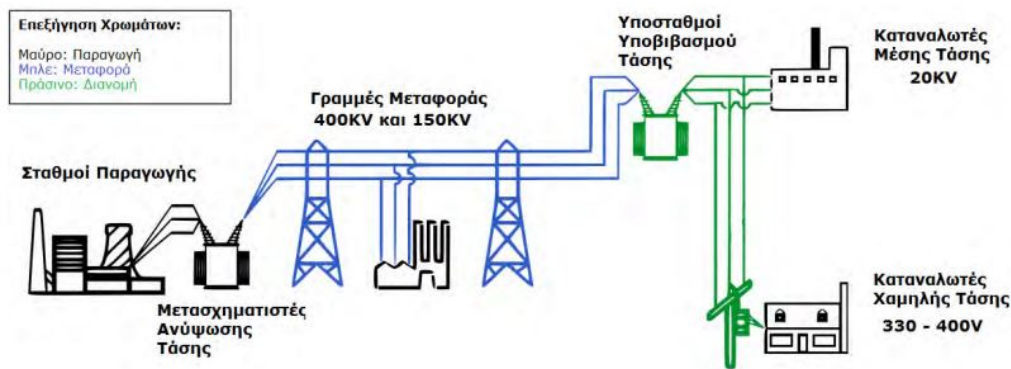 Επεξήγηση Χρωμάτων:
Μαύρο: Παραγωγή
Μπλε: Μεταφορά
Πράσινο: Διανομή
Υποσταθμοί
Υποβιβασμού
Τάσης
Καταναλωτές
Μέσης Τάσης
20KV
Γραμμές Μεταφοράς
400KV και 150KV
Σταθμοί Παραγωγής
Μετασχηματιστές
Ανύψωσης
Τάσης
Καταναλωτές
Χαμηλής Τάσης
330 - 400V